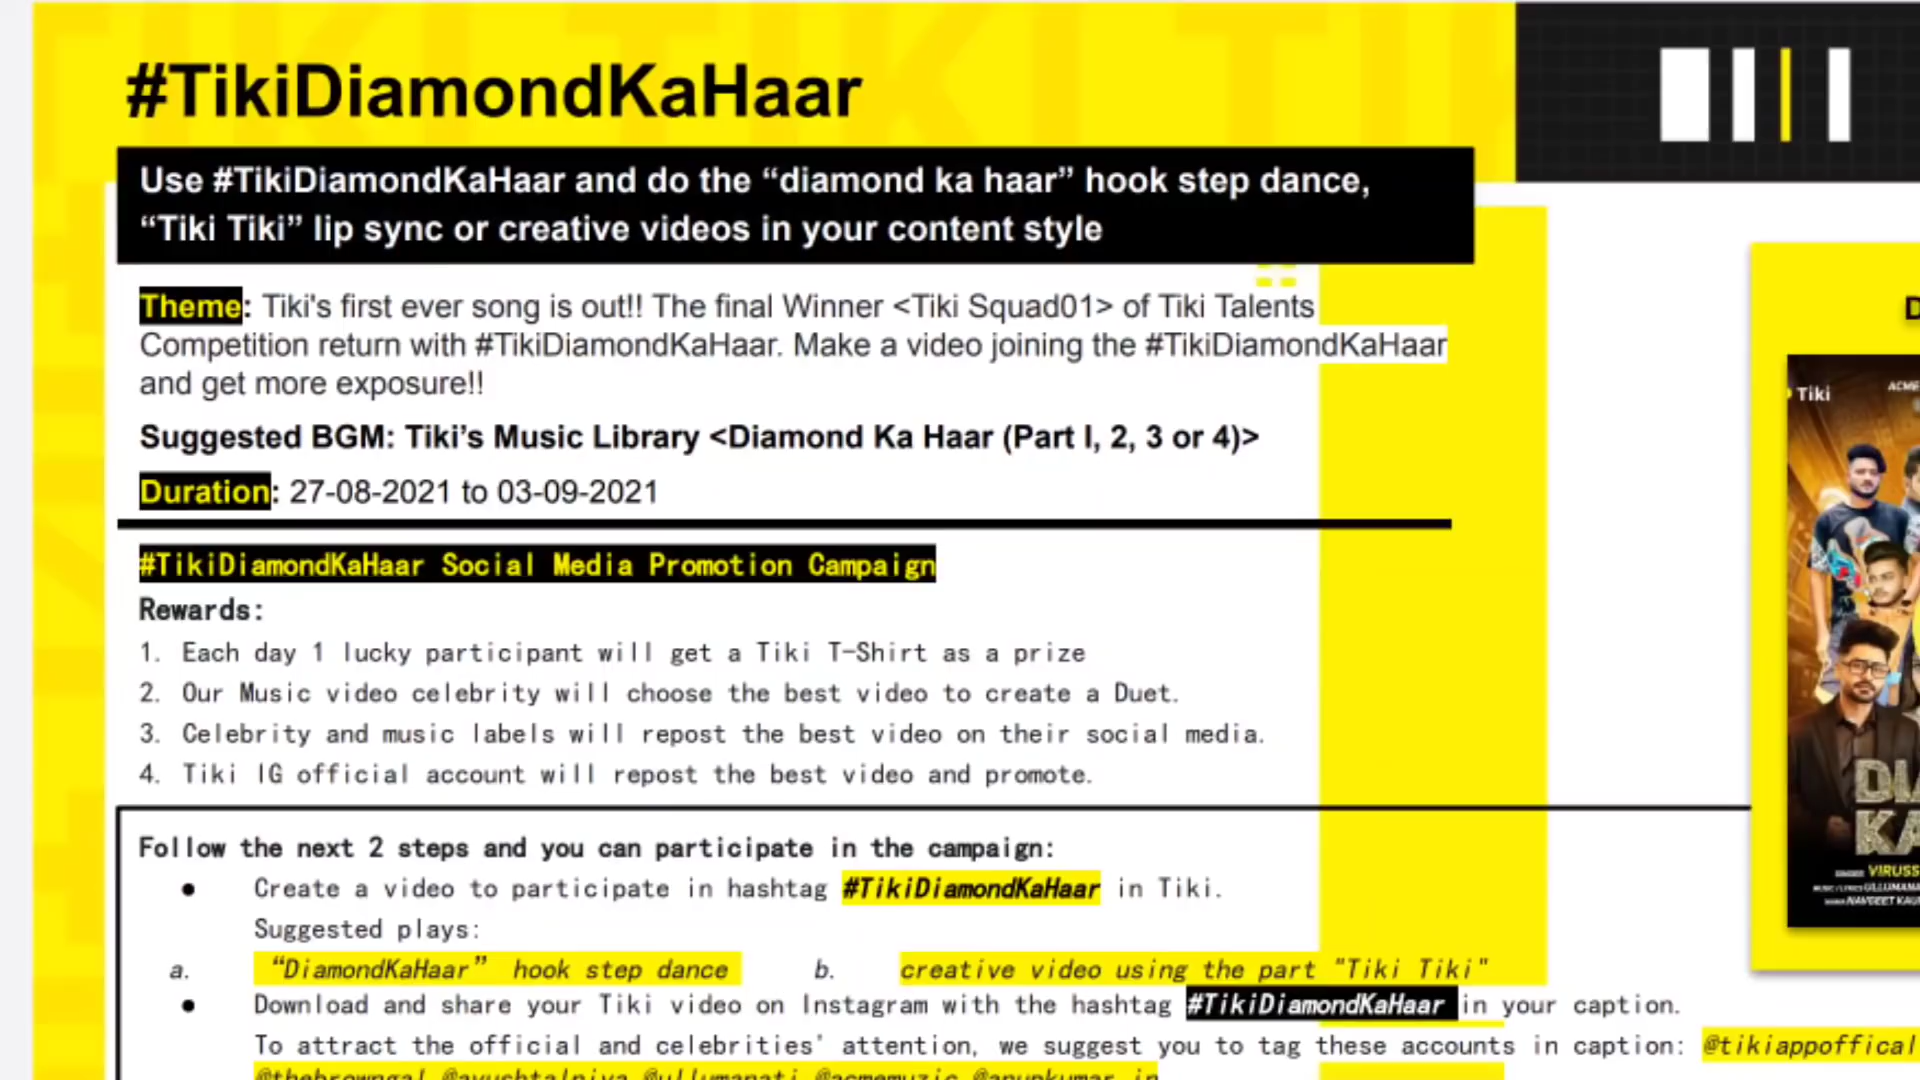 #TikiDiamondKaHaar
Use #TikiDiamondKaHaar and do the “diamond ka haar” hook step dance,
“Tiki Tiki” lip sync or creative videos in your content style
Theme: Tiki's first ever song is out!! The final Winner <Tiki Squad01> of Tiki Talents
Competition return with #TikiDiamondKaHaar. Make a video joining the #TikiDiamondKaHaar
and get more exposure!!
Suggested BGM: Tiki’s Music Library <Diamond Ka Haar (Part I, 2, 3 or 4)>
Duration: 27-08-2021 to 03-09-2021
#TikiDiamondKaHaar Social Media Promotion Campaign
Rewards:
1. Each day 1 lucky participant will get a Tiki T-Shirt as a prize
2. Our Music video celebrity will choose the best video to create a Duet.
3. Celebrity and music labels will repost the best video on their social media.
4. Tiki IG official account will repost the best video and promote.
Follow the next 2 steps and you can participate in the campaign:
● Create a video to participate in hashtag #TikiDiamondKaHaar in Tiki.
Suggested plays:
a. “DiamondKaHaar” hook step dance b. creative video using the part "Tiki Tiki"
● Download and share your Tiki video on Instagram with the hashtag #TikiDiamondKaHaar in your caption.
To attract the official and celebrities' attention, we suggest you to tag these accounts in caption: @tikiappoffical
@thebrowngal @ayushtalniya @ullumanati @acmemuzic @anupkumar_in
Tiki
ACME
DIA
KA
VIRUSS